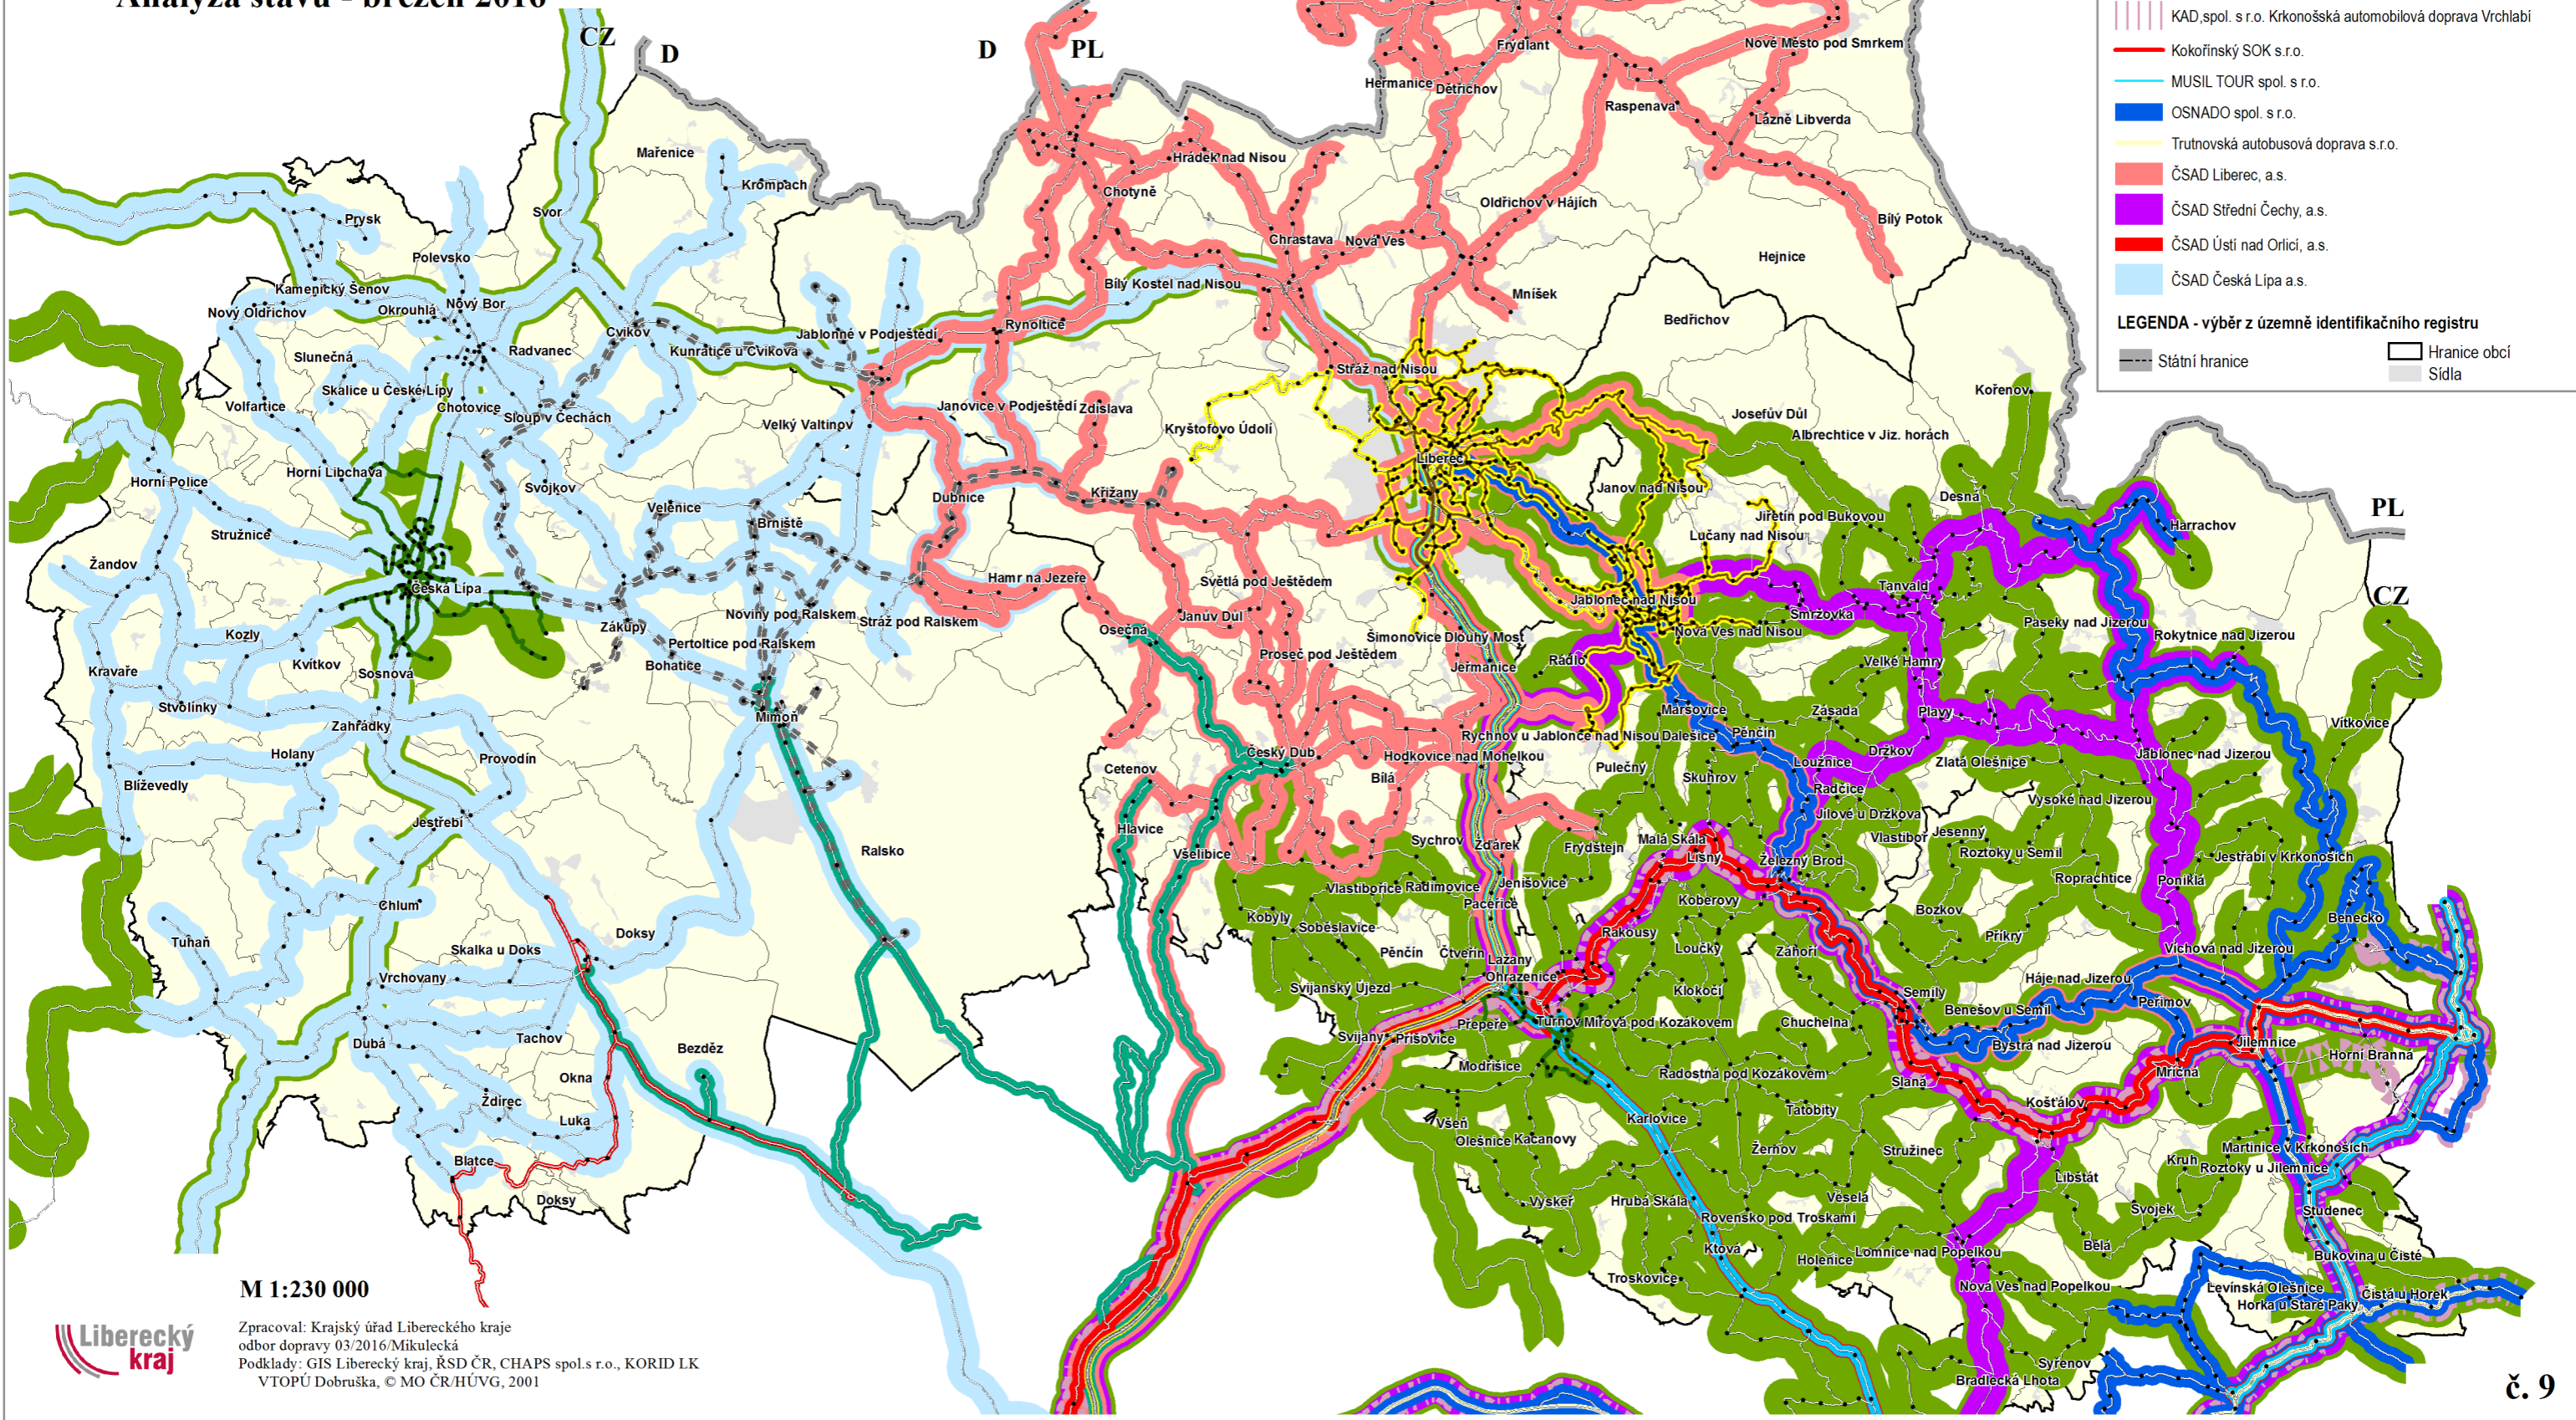 Analýza stavu - březen 2016
CZ
D
D
PL
KAD,spol. s r.o. Krkonošská automobilová doprava Vrchlabí
Kokořínský SOK s.r.o.
MUSIL TOUR spol. s r.o.
OSNADO spol. s r.o.
Trutnovská autobusová doprava s.r.o.
ČSAD Liberec, a.s.
ČSAD Střední Čechy, a.s.
ČSAD Ústí nad Orlicí, a.s.
ČSAD Česká Lípa a.s.
LEGENDA - výběr z územně identifikačního registru
Státní hranice
Hranice obcí
Sídla
Frýdlant
Nové Město pod Smrkem
Heřmanice
Dětřichov
Raspenava
Lázně Libverda
Mařenice
Krompach
Hrádek nad Nisou
Chotyně
Oldřichov v Hájích
Bílý Potok
Prysk
Svor
Chrastava
Nová Ves
Hejnice
Polevsko
Bílý Kostel nad Nisou
Mníšek
Kamenický Šenov
Nový Bor
Nový Oldřichov
Okrouhlá
Cvikov
Rynoltice
Bedřichov
Jablonné v Podještědí
Slunečná
Radvanec
Kunratice u Cvikova
Stráž nad Nisou
Skalice u České Lípy
Kořenov
Volfartice
Chotovice
Sloup v Čechách
Janovice v Podještědí
Zdislava
Josefův Důl
Velký Valtinov
Kryštofovo Údolí
Albrechtice v Jiz. horách
Liberec
Horní Libchava
Horní Police
Svojkov
Dubnice
Křižany
Janov nad Nisou
Desná
PL
Velenice
Brniště
Jiřetín pod Bukovou
Harrachov
Stružnice
Lučany nad Nisou
Žandov
Česká Lípa
Hamr na Jezeře
Světlá pod Ještědem
Tanvald
CZ
Jablonec nad Nisou
Noviny pod Ralskem
Stráž pod Ralskem
Janův Důl
Smržovka
Paseky nad Jizerou
Zákupy
Osečná
Šimonovice
Dlouhý Most
Nová Ves nad Nisou
Rokytnice nad Jizerou
Kozly
Pertoltice pod Ralskem
Proseč pod Ještědem
Rádlo
Velké Hamry
Kvítkov
Bohatice
Jeřmanice
Kravaře
Sosnová
Stvolínky
Mimoň
Maršovice
Zásada
Plavy
Vítkovice
Zahrádky
Rychnov u Jablonce nad Nisou
Dalešice
Pěnčín
Holany
Provodín
Český Dub
Hodkovice nad Mohelkou
Držkov
Jablonec nad Jizerou
Cetenov
Bílá
Pulečný
Skuhrov
Loužnice
Zlatá Olešnice
Blíževedly
Radčice
Vysoké nad Jizerou
Jestřebí
Hlavice
Jílové u Držkova
Sychrov
Žďárek
Malá Skála
Vlastiboř
Jesenný
Ralsko
Všelibice
Frýdštejn
Líšný
Železný Brod
Roztoky u Semil
Jestřabí v Krkonoších
Vlastibořice
Radimovice
Jenišovice
Roprachtice
Poniklá
Chlum
Paceřice
Koberovy
Bozkov
Kobyly
Benecko
Soběslavice
Rakousy
Příkrý
Tuhaň
Doksy
Skalka u Doks
Pěnčín
Čtveřín
Loučky
Záhoří
Víchová nad Jizerou
Lažany
Vrchovany
Ohrazenice
Háje nad Jizerou
Svijanský Újezd
Klokočí
Semily
Peřimov
Benešov u Semil
Přepeře
Turnov
Mírová pod Kozákovem
Chuchelna
Tachov
Svijany
Příšovice
Bystrá nad Jizerou
Jilemnice
Dubá
Bezděz
Horní Branná
Modřišice
Radostná pod Kozákovem
Mříčná
Okna
Slaná
Ždírec
Košťálov
Tatobity
Luka
Všeň
Karlovice
Olešnice
Kacanovy
Žernov
Stružinec
Martinice v Krkonoších
Blatce
Kruh
Roztoky u Jilemnice
Libštát
Doksy
Vyskeř
Hrubá Skála
Veselá
Svojek
Studenec
Rovensko pod Troskami
Ktová
Lomnice nad Popelkou
Bělá
Bukovina u Čisté
Holenice
Troskovice
Nová Ves nad Popelkou
Levínská Olešnice
Čistá u Horek
Horka u Staré Paky
Syřenov
Bradlecká Lhota
M 1:230 000
Liberecký
kraj
Zpracoval: Krajský úřad Libereckého kraje
odbor dopravy 03/2016/Mikulecká
Podklady: GIS Liberecký kraj, ŘSD ČR, CHAPS spol.s r.o., KORID LK
VTOPÚ Dobruška, © MO ČR/HÚVG, 2001
č. 9